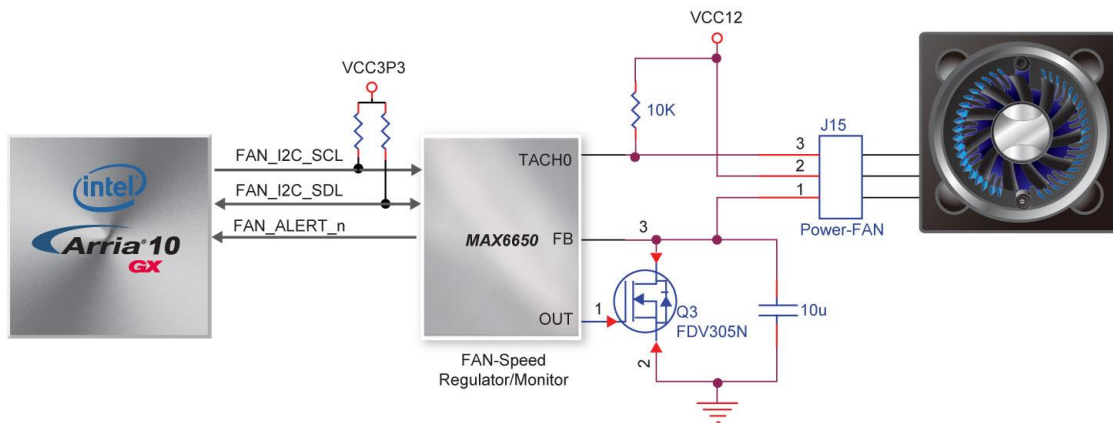 VCC12
VCC3P3
10K
J15
FAN_I2C_SCL
TACH0
3
2
1
FAN_I2C_SDL
FAN_ALERT_n
intel
Arria® 10
GX
MAX6650
FB
3
Power-FAN
OUT
1
Q3
FDV305N
10u
2
FAN-Speed
Regulator/Monitor